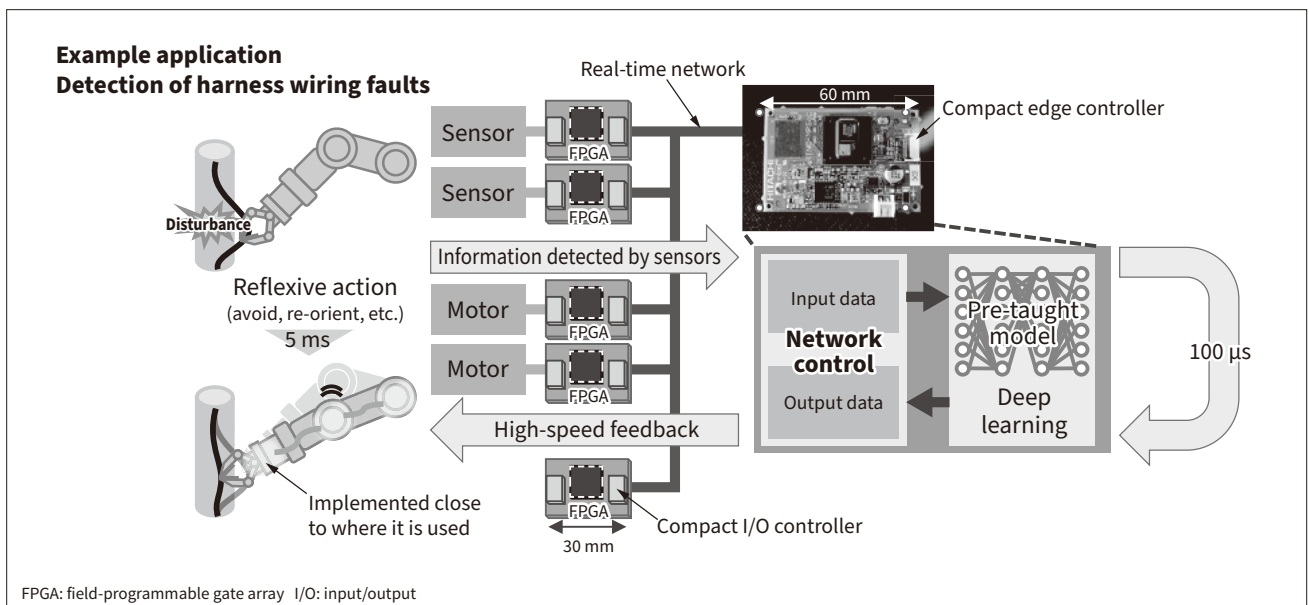 Example application
Detection of harness wiring faults
Real-time network
60 mm
Compact edge controller
Sensor
FPGA
Sensor
FPGA
Disturbance
Information detected by sensors
Reflexive action
(avoid, re-orient, etc.)
5 ms
Motor
FPGA
Motor
FPGA
Input data
Network
control
Output data
Pre-taught
model
Deep
learning
100 µs
High-speed feedback
Implemented close
to where it is used
FPGA
30 mm
Compact I/O controller
FPGA: field-programmable gate array I/O: input/output